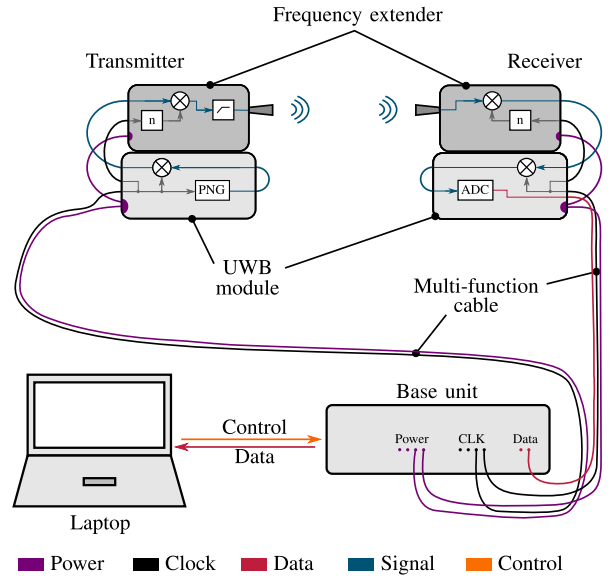 Frequency extender
Transmitter
Receiver
n
n
PNG
ADC
UWB
module
Multi-function
cable
Base unit
Control
Data
Power
CLK
Data
Laptop
Power
Clock
Data
Signal
Control